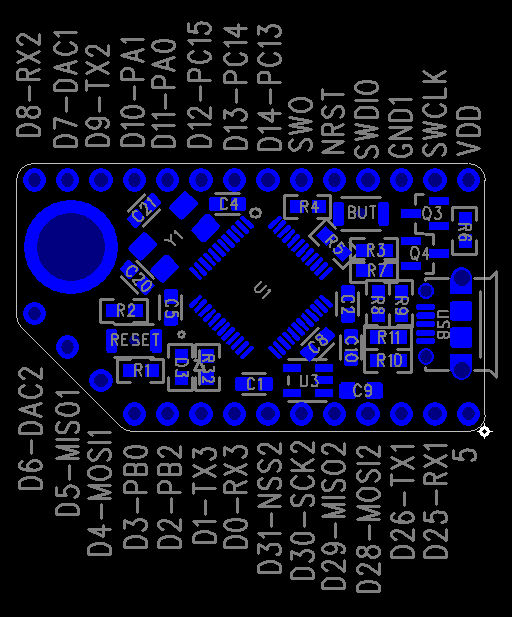 D8-RX2
D7-DAC1
D9-TX2
D10-PA1
D11-PA0
D12-PC15
D13-PC14
D14-PC13
SWO
NRST
SWDIO
GND1
SWCLK
VDD
C21
C4
R4
BUT
Q3
R6
Y1
R5
R3
Q4
R7
C20
U1
R2
C5
C2
R8
R9
USB
RESET
C8
C10
R11
R10
R1
D3
R32
C1
U3
C9
D6-DAC2
D5-MISO1
D4-MOSI1
D3-PB0
D2-PB2
D1-TX3
D0-RX3
D31-NSS2
D30-SCK2
D29-MISO2
D28-MOSI2
D26-TX1
D25-RX1
5